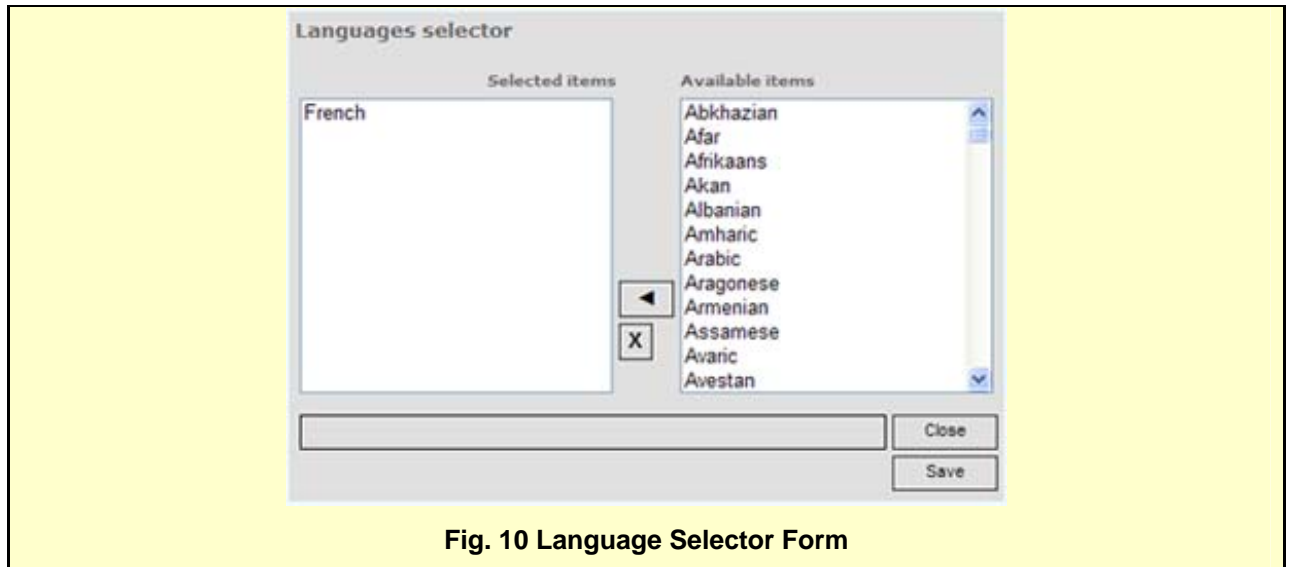 Languages selector
Selected items
Available items
French
Abkhazian
Afar
Afrikaans
Akan
Albanian
Amharic
Arabic
Aragonese
Armenian
Assamese
Avaric
Avestan
◄
X
Close
Save
Fig. 10 Language Selector Form